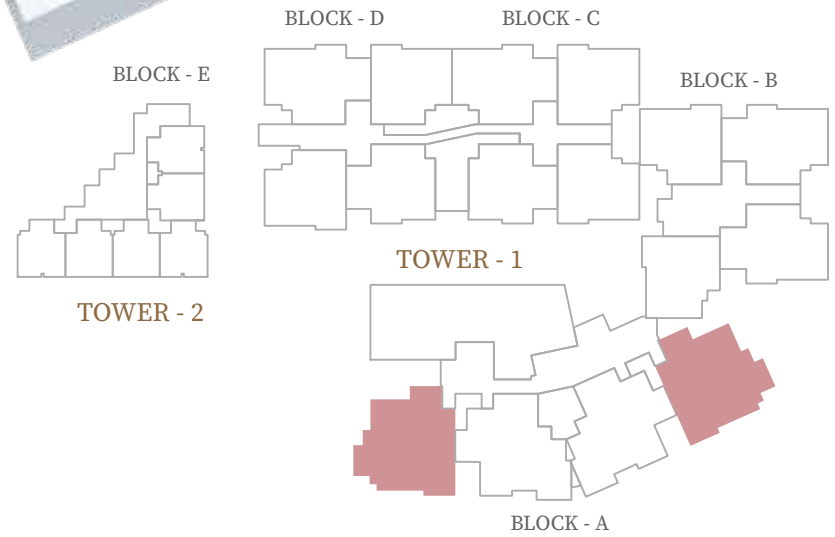 BLOCK - D
BLOCK - C
BLOCK - E
BLOCK - B
TOWER - 1
TOWER - 2
BLOCK - A